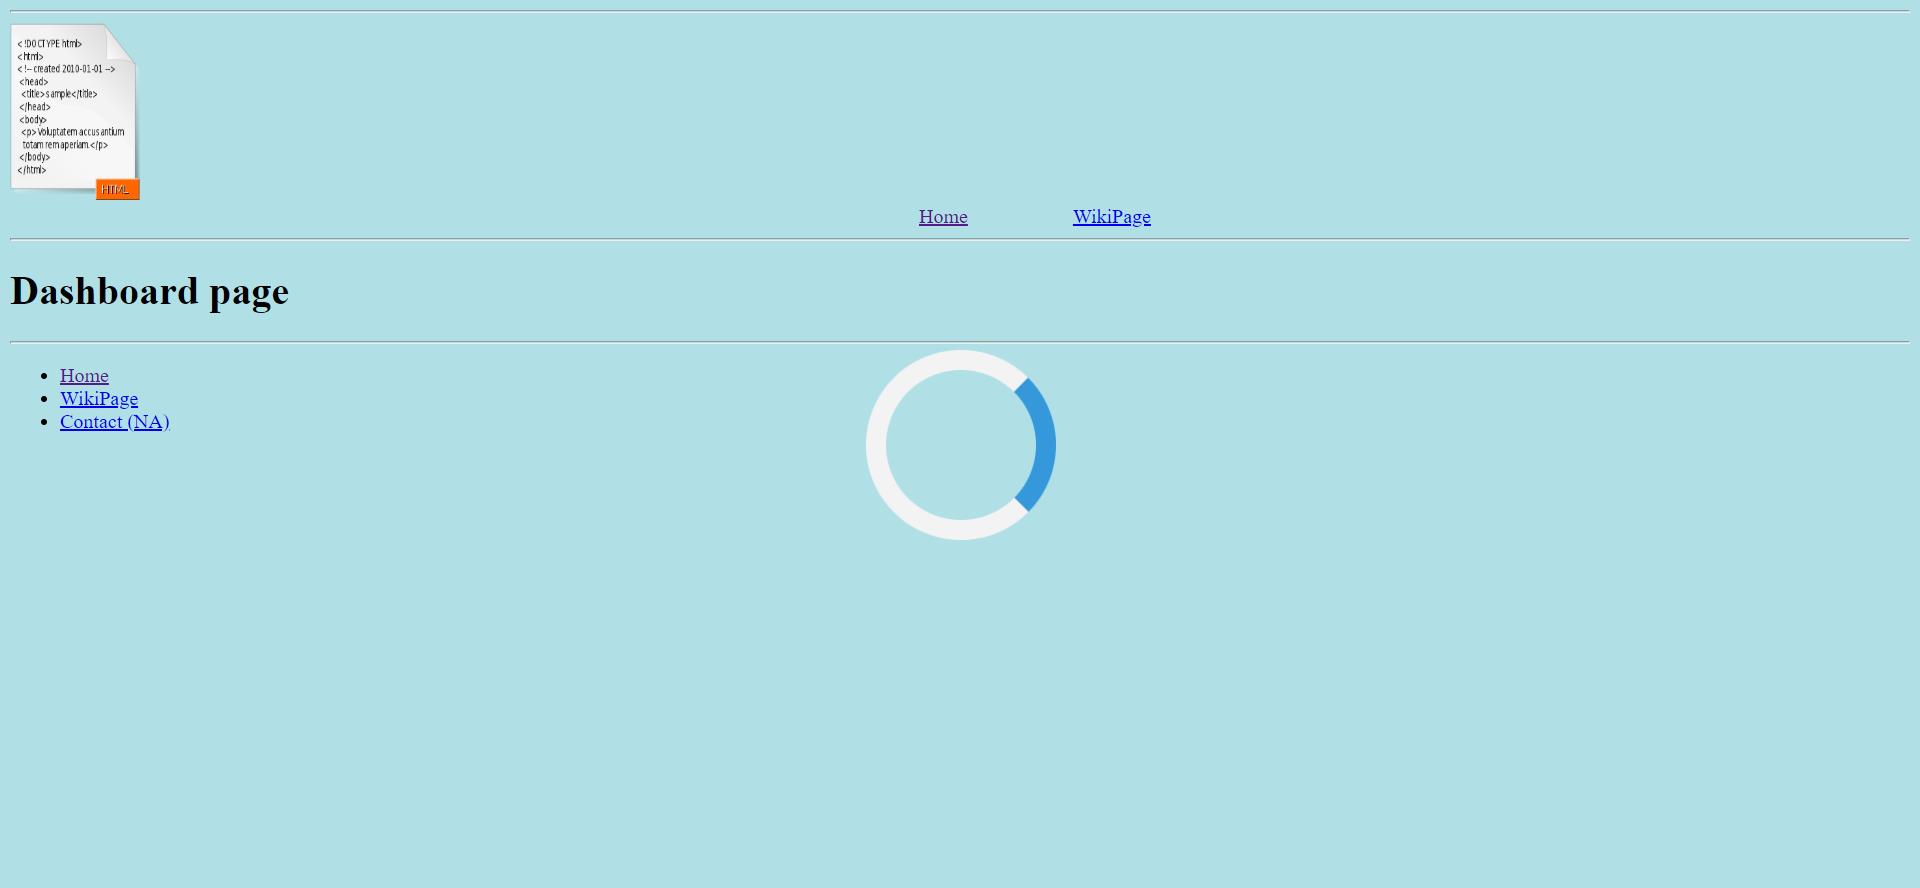 <!DOCTYPE html>
<html>
<!-- created 2010-01-01 -->
<head>
<title>sample</title>
</head>
<body>
<p>Voluptatem accusantium
totam rem aperiam.</p>
</body>
</html>
HTML
Home WikiPage
Dashboard page
Home
WikiPage
Contact (NA)